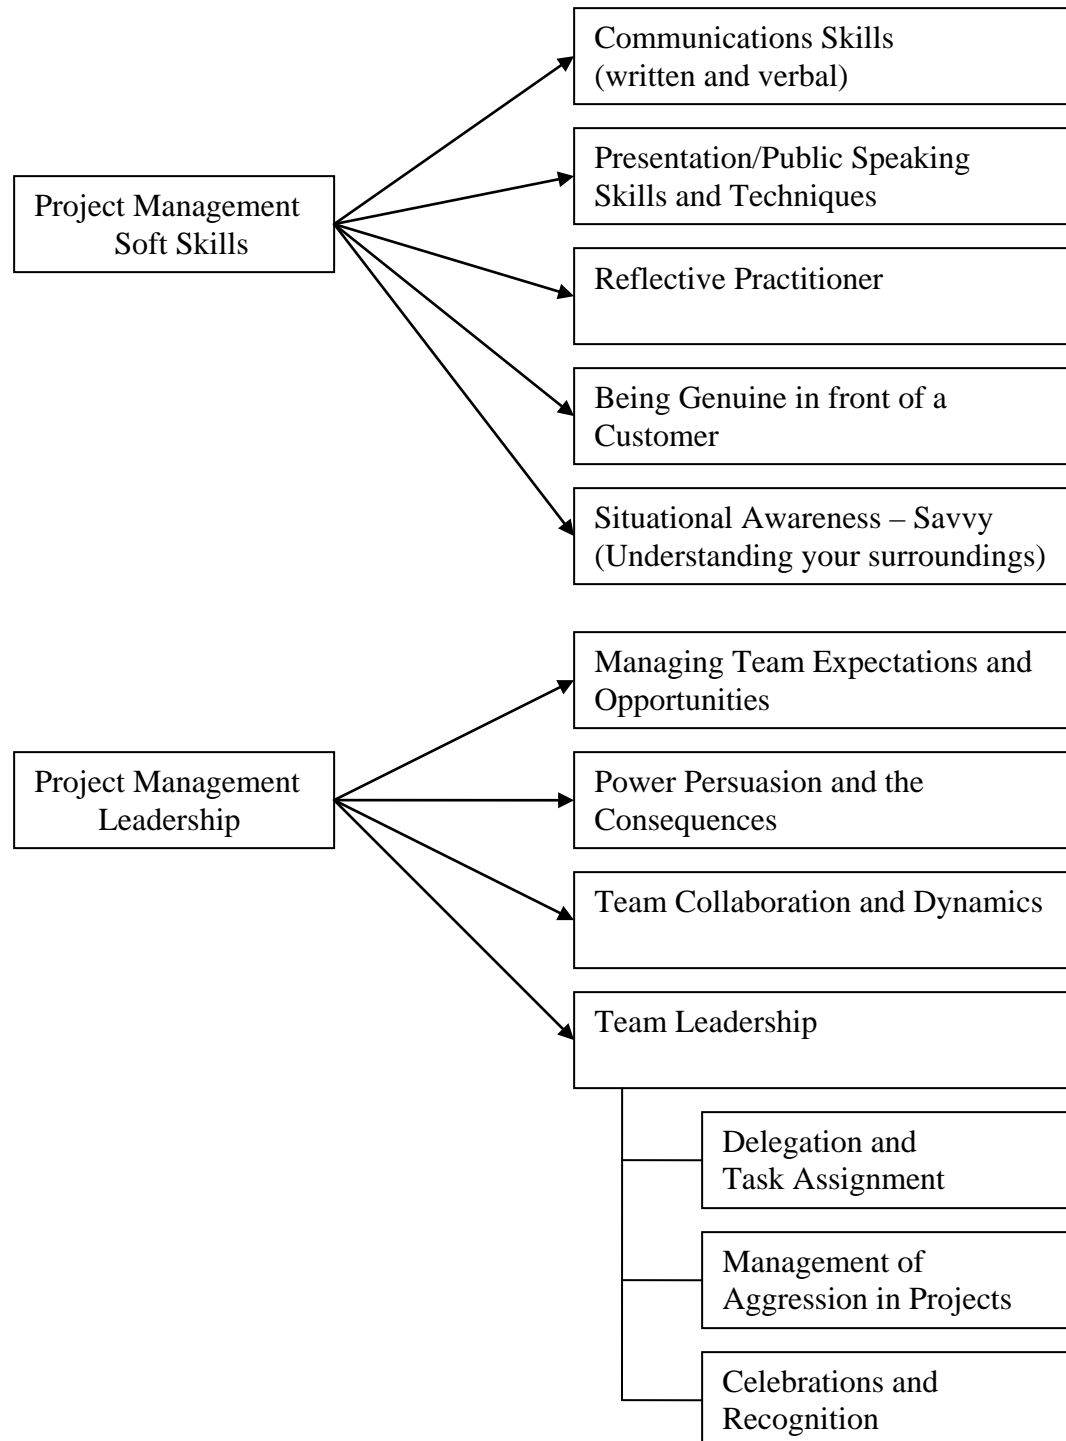 Communications Skills
(written and verbal)
Presentation/Public Speaking
Skills and Techniques
Project Management
Soft Skills
Reflective Practitioner
Being Genuine in front of a
Customer
Situational Awareness – Savvy
(Understanding your surroundings)
Managing Team Expectations and
Opportunities
Project Management
Leadership
Power Persuasion and the
Consequences
Team Collaboration and Dynamics
Team Leadership
Delegation and
Task Assignment
Management of
Aggression in Projects
Celebrations and
Recognition